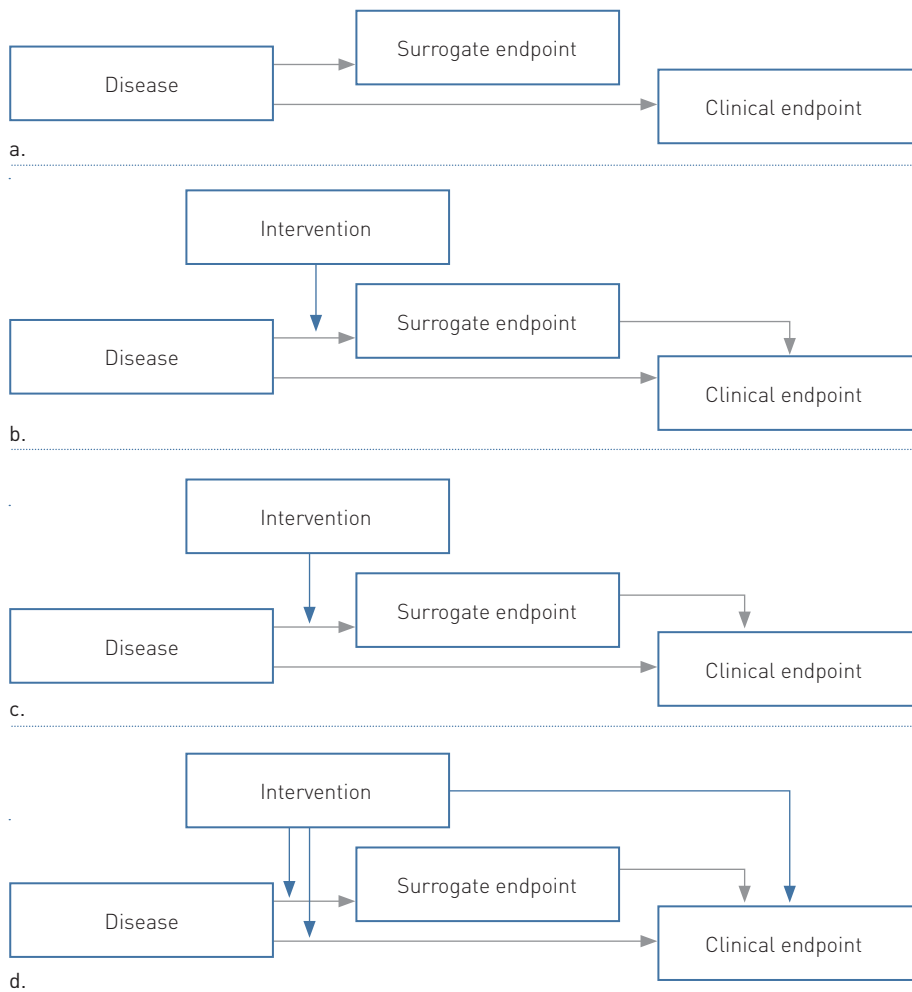 Surrogate endpoint
Disease
Clinical endpoint
a.
Intervention
Surrogate endpoint
Disease
Clinical endpoint
b.
Intervention
Surrogate endpoint
Disease
Clinical endpoint
c.
Intervention
Surrogate endpoint
Disease
Clinical endpoint
d.